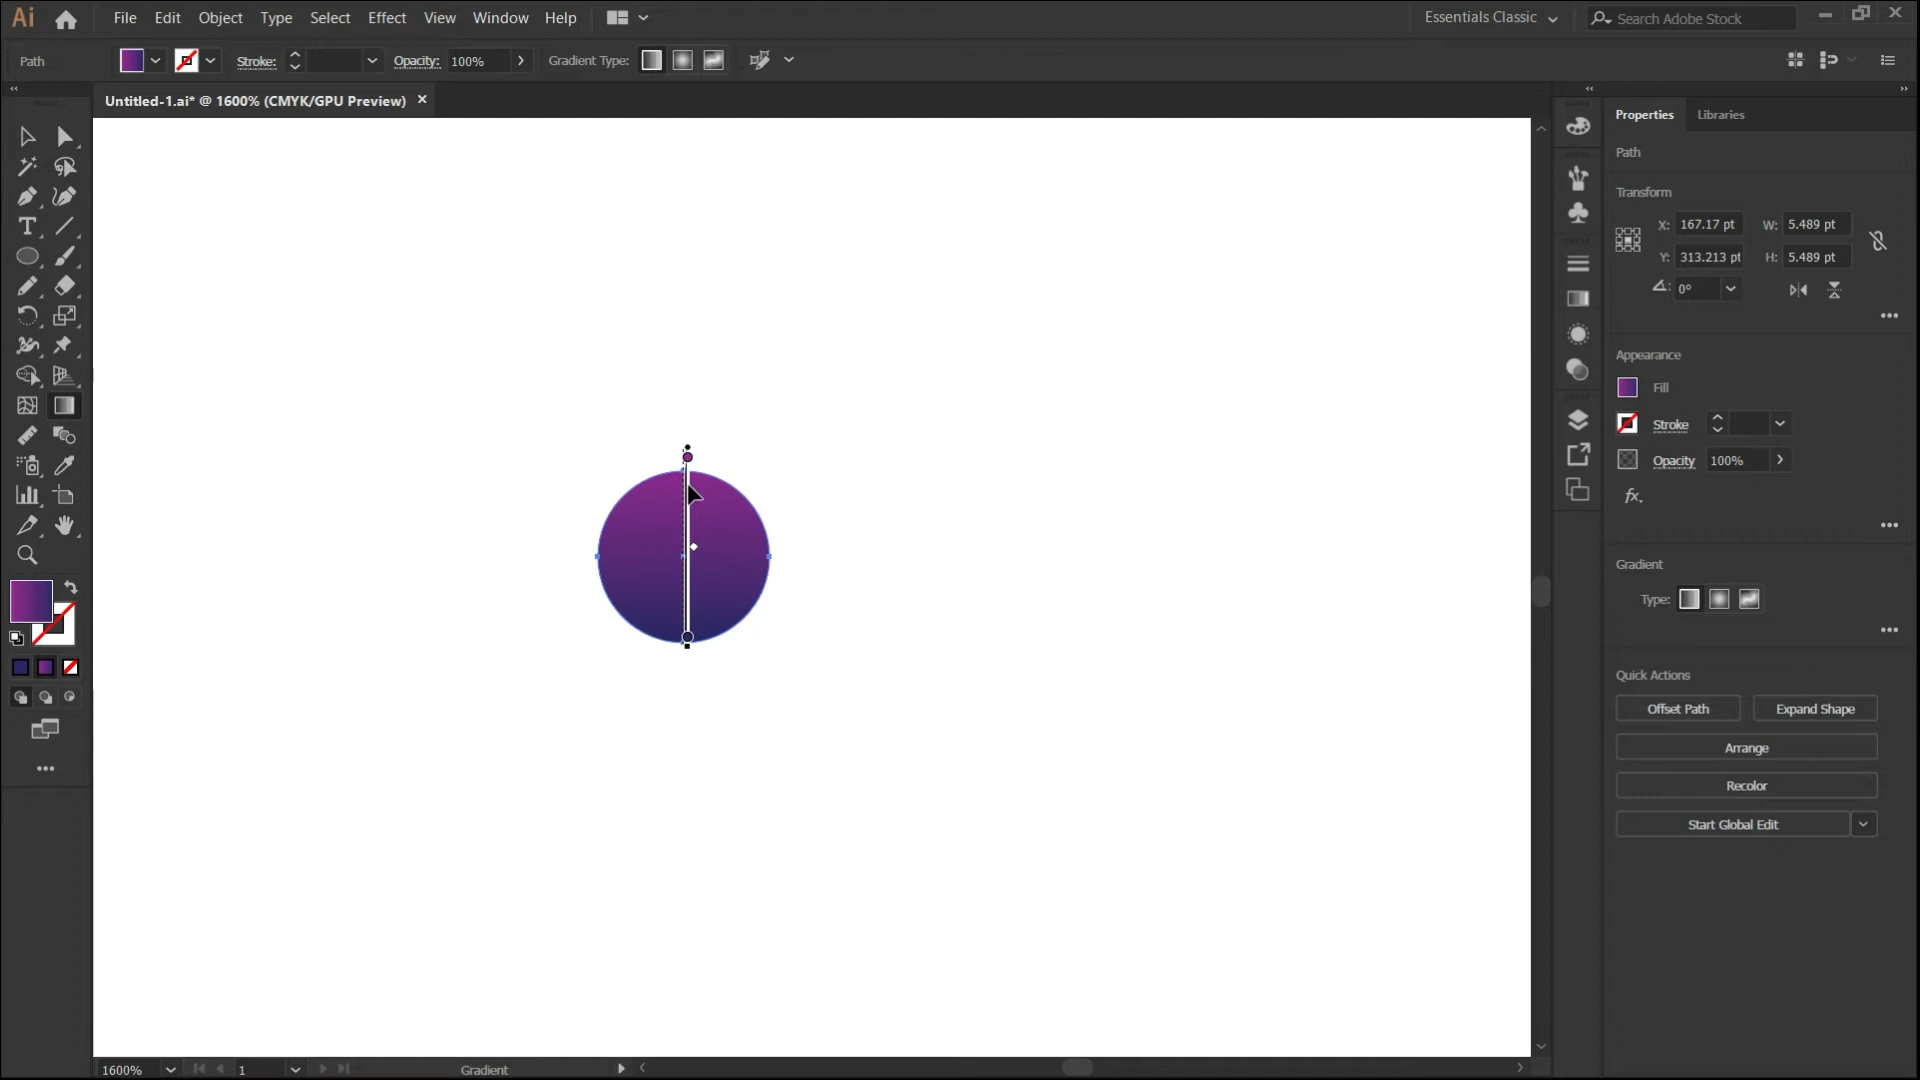 Ai File Edit Object Type Select Effect View Window Help Essentials Classic Search Adobe Stock
Path Stroke: Opacity: 100% Gradient Type:
Untitled-1.ai* @ 1600% (CMYK/GPU Preview)
Properties Libraries
Path
Transform
X: 167.17 pt W: 5.489 pt
Y: 313.213 pt H: 5.489 pt
0°
Appearance
Fill
Stroke
Opacity 100%
fx.
Gradient
Type:
Quick Actions
Offset Path Expand Shape
Arrange
Recolor
Start Global Edit
1600% 1 Gradient